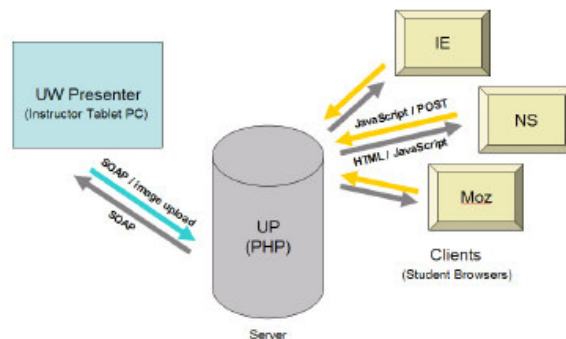 UW Presenter
(Instructor Tablet PC)
SOAP / image upload
SOAP
UP
(PHP)
Server
IE
JavaScript / POST
HTML / JavaScript
NS
Moz
Clients
(Student Browsers)